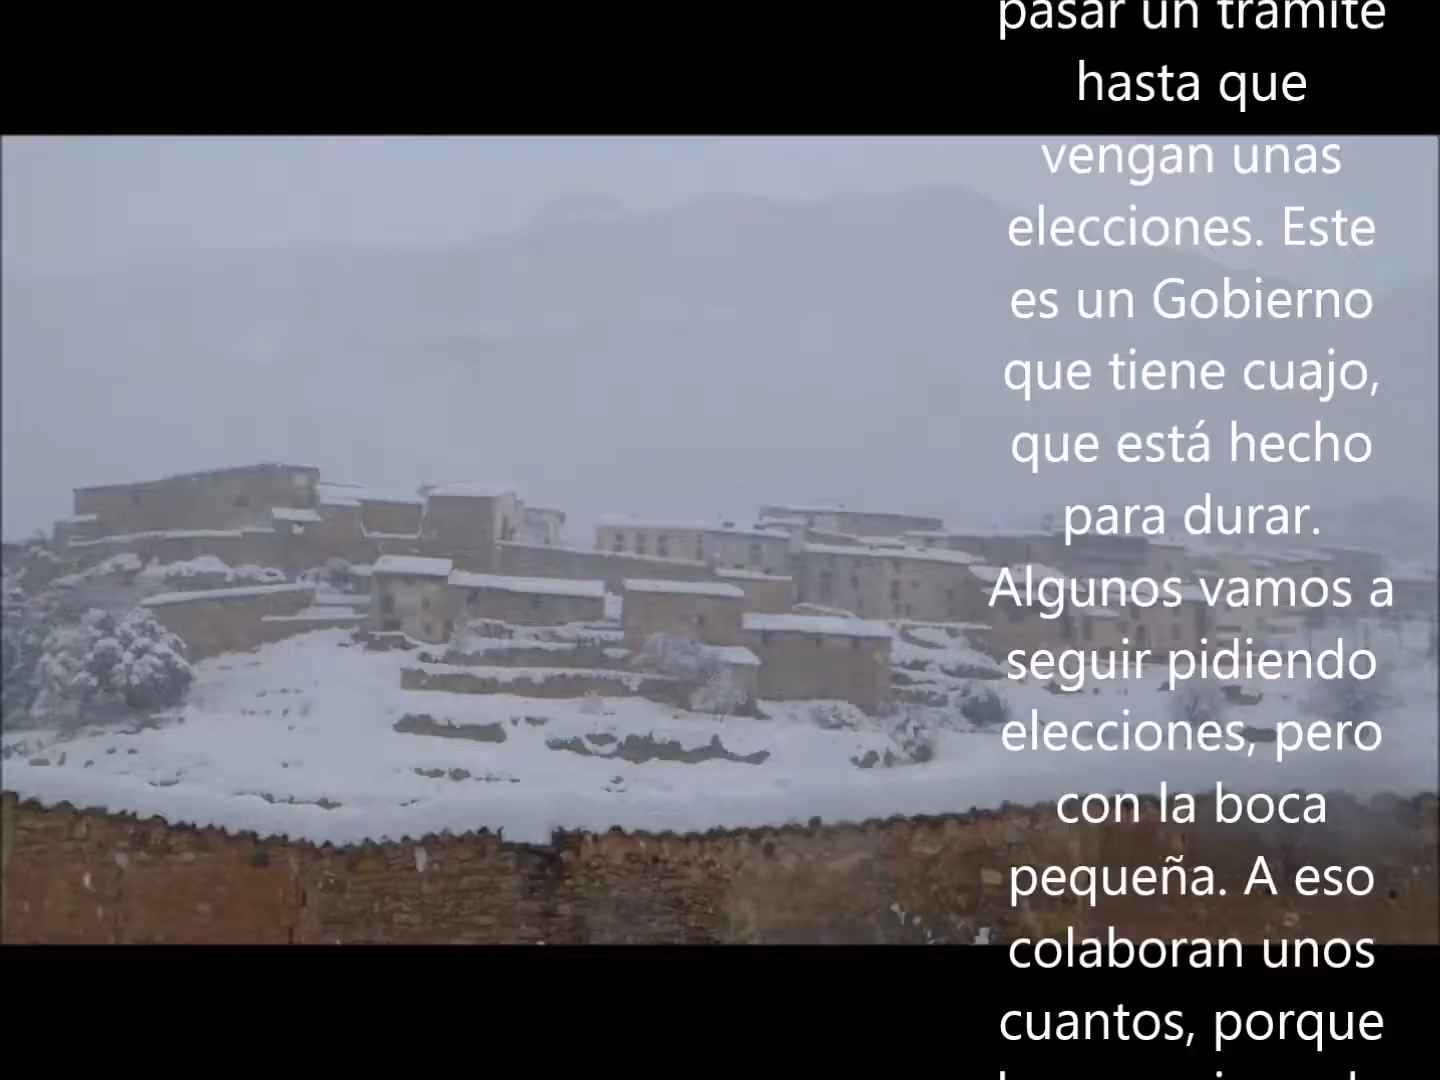 pasar un trámite
hasta que
vengan unas
elecciones. Este
es un Gobierno
que tiene cuajo,
que está hecho
para durar.
Algunos vamos a
seguir pidiendo
elecciones, pero
con la boca
pequeña. A eso
colaboran unos
cuantos, porque